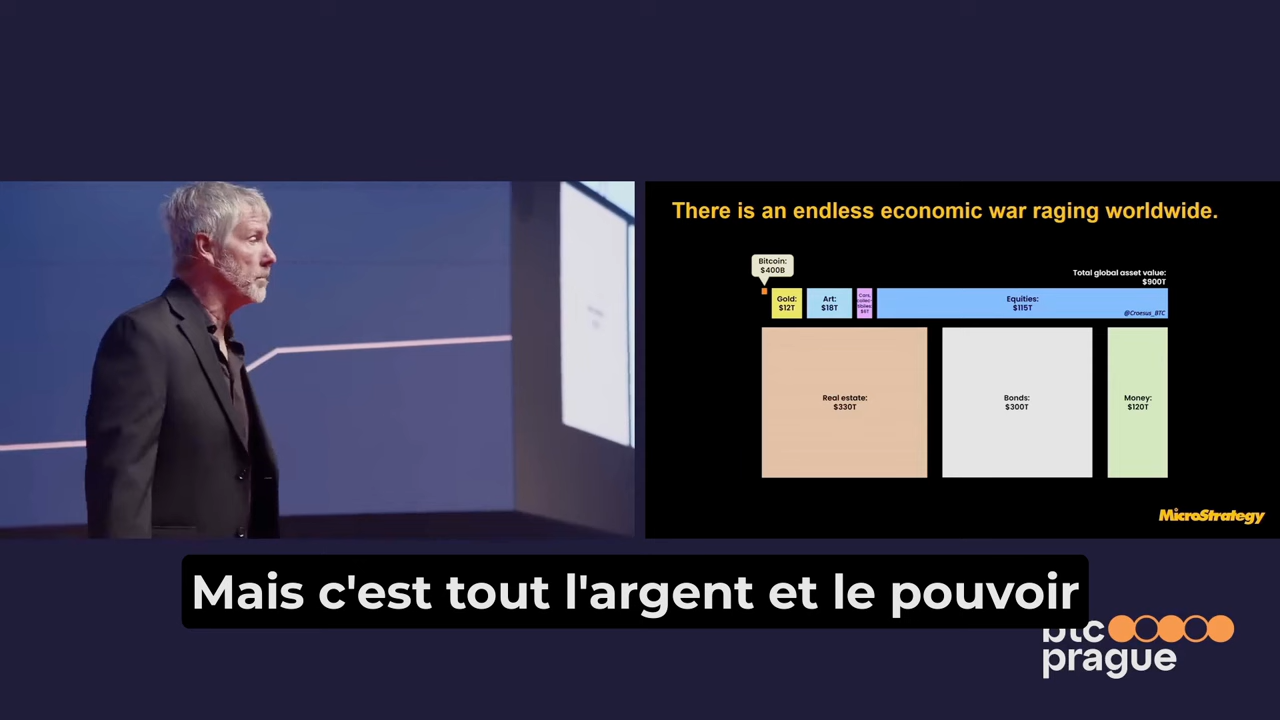 There is an endless economic war raging worldwide.
Bitcoin:
$400B
Total global asset value:
$900T
Gold:
$12T
Art:
$18T
Cars,
$6T
Equities:
$115T
@Croesus_BTC
Real estate:
$330T
Bonds:
$300T
Money:
$120T
MicroStrategy
Mais c'est tout l'argent et le pouvoir
btc
prague